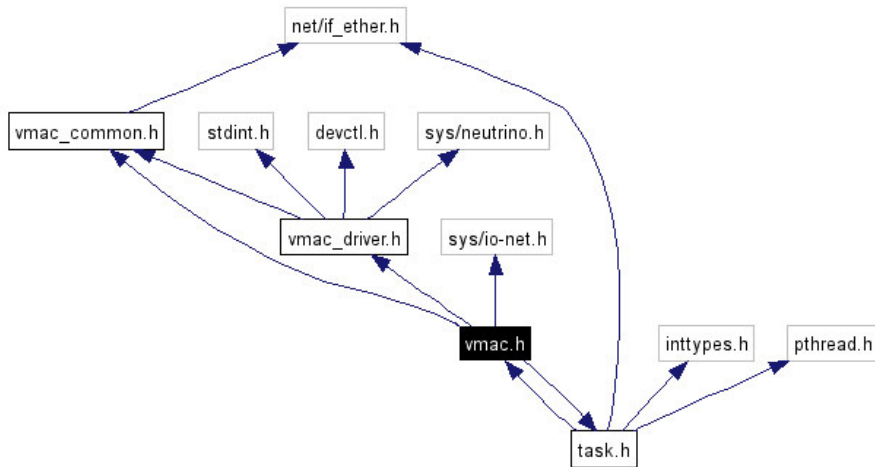 net/if_ether.h
vmac_common.h
stdint.h
devctl.h
sys/neutrino.h
vmac_driver.h
sys/io-net.h
vmac.h
inttypes.h
pthread.h
task.h